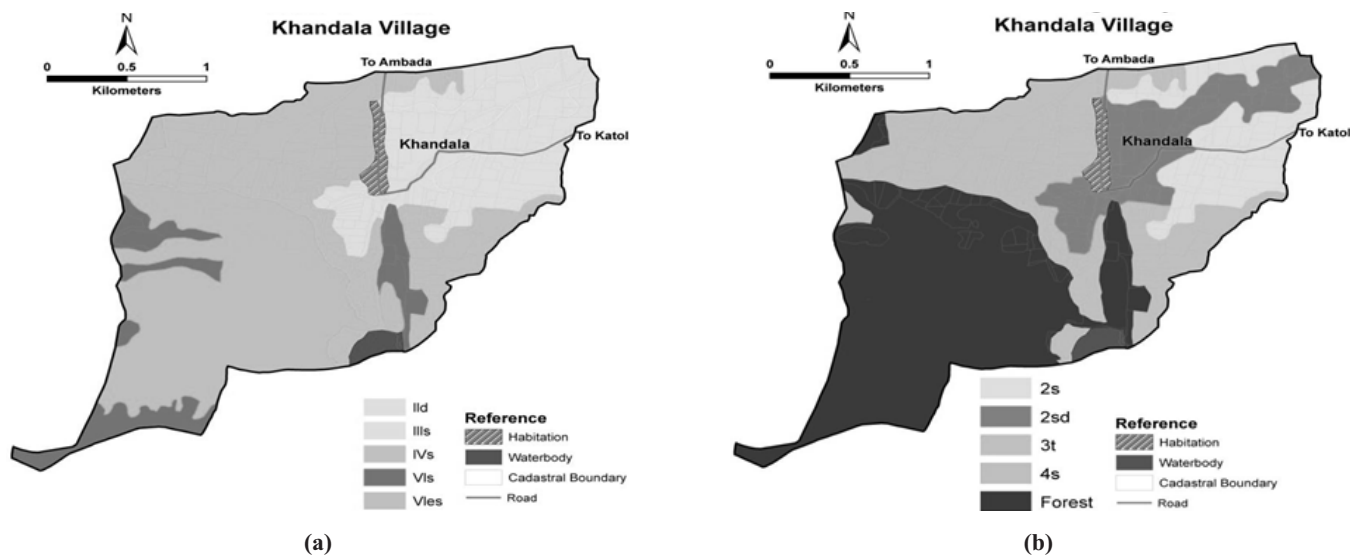 N
Khandala Village
To Ambada
0 0.5 1
Kilometers
Khandala
To Katol
IId
IIIs
IVs
VIs
VIes
Reference
Habitation
Waterbody
Cadastral Boundary
Road
(a)
N
Khandala Village
To Ambada
0 0.5 1
Kilometers
Khandala
To Katol
2s
2sd
3t
4s
Forest
Reference
Habitation
Waterbody
Cadastral Boundary
Road
(b)